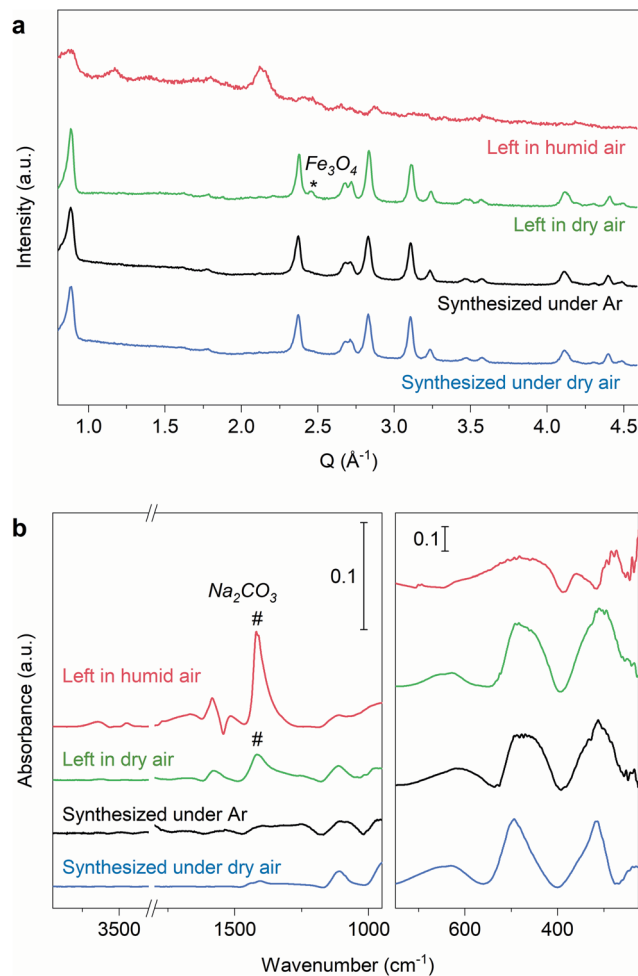 a
Intensity (a.u.)
Left in humid air
Fe₃O₄
*
Left in dry air
Synthesized under Ar
Synthesized under dry air
1.0 1.5 2.0 2.5 3.0 3.5 4.0 4.5
Q (Å⁻¹)
b
Absorbance (a.u.)
0.1
0.1
Na₂CO₃
#
Left in humid air
#
Left in dry air
Synthesized under Ar
Synthesized under dry air
3500 1500 1000 600 400
Wavenumber (cm⁻¹)